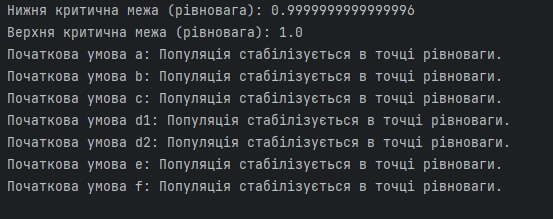 Нижня критична межа (рівновага): 0.9999999999999996
Верхня критична межа (рівновага): 1.0
Початкова умова a: Популяція стабілізується в точці рівноваги.
Початкова умова b: Популяція стабілізується в точці рівноваги.
Початкова умова c: Популяція стабілізується в точці рівноваги.
Початкова умова d1: Популяція стабілізується в точці рівноваги.
Початкова умова d2: Популяція стабілізується в точці рівноваги.
Початкова умова e: Популяція стабілізується в точці рівноваги.
Початкова умова f: Популяція стабілізується в точці рівноваги.